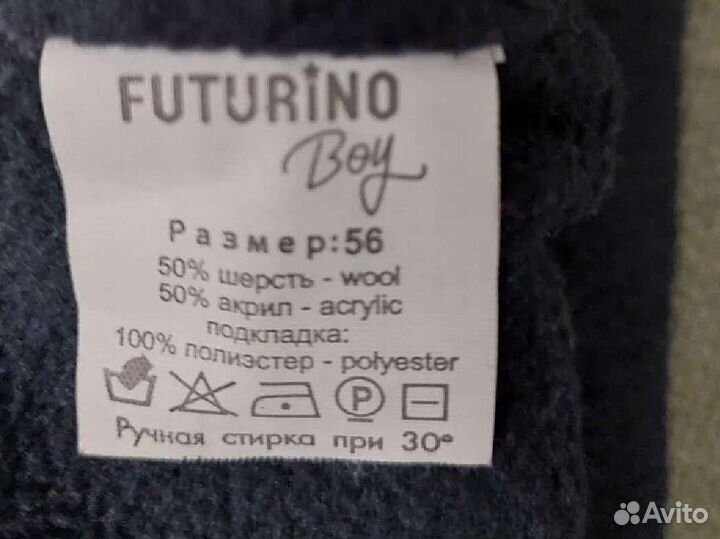 FUTURiNO
Boy
Размер:56
50% шерсть - wool
50% акрил - acrylic
подкладка:
100% полиэстер - polyester
P
Ручная стирка при 30°
Avito